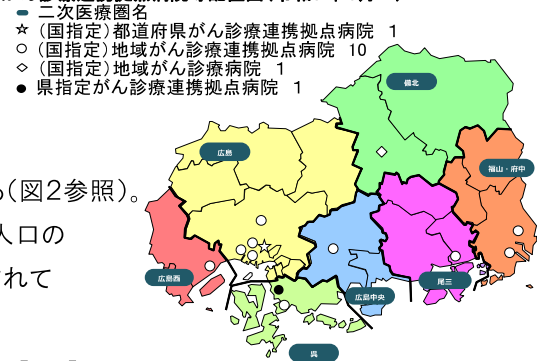 二次医療圏名
☆ (国指定)都道府県がん診療連携拠点病院 1
○ (国指定)地域がん診療連携拠点病院 10
◇ (国指定)地域がん診療病院 1
● 県指定がん診療連携拠点病院 1
備北
広島
福山・府中
(図2参照)。
人口の
れて
広島西
尾三
広島中央
呉